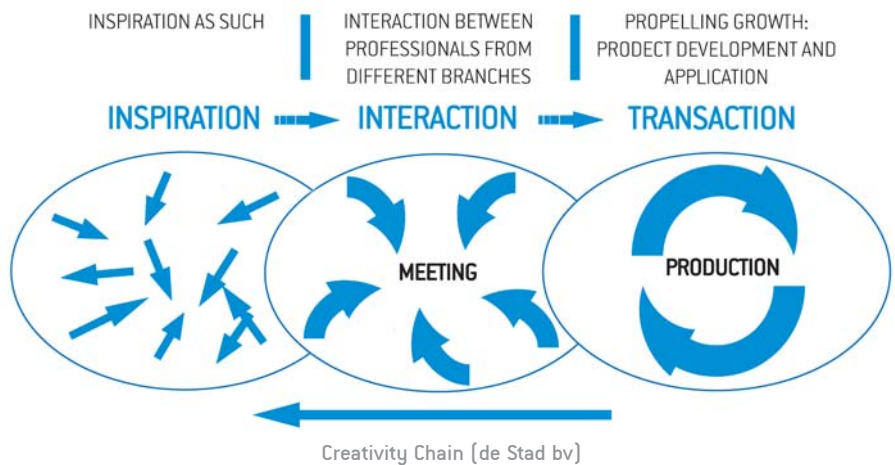 INSPIRATION AS SUCH
INTERACTION BETWEEN
PROFESSIONALS FROM
DIFFERENT BRANCHES
PROPELLING GROWTH:
PRODECT DEVELOPMENT AND
APPLICATION
INSPIRATION
INTERACTION
TRANSACTION
MEETING
PRODUCTION
Creativity Chain (de Stad bv)